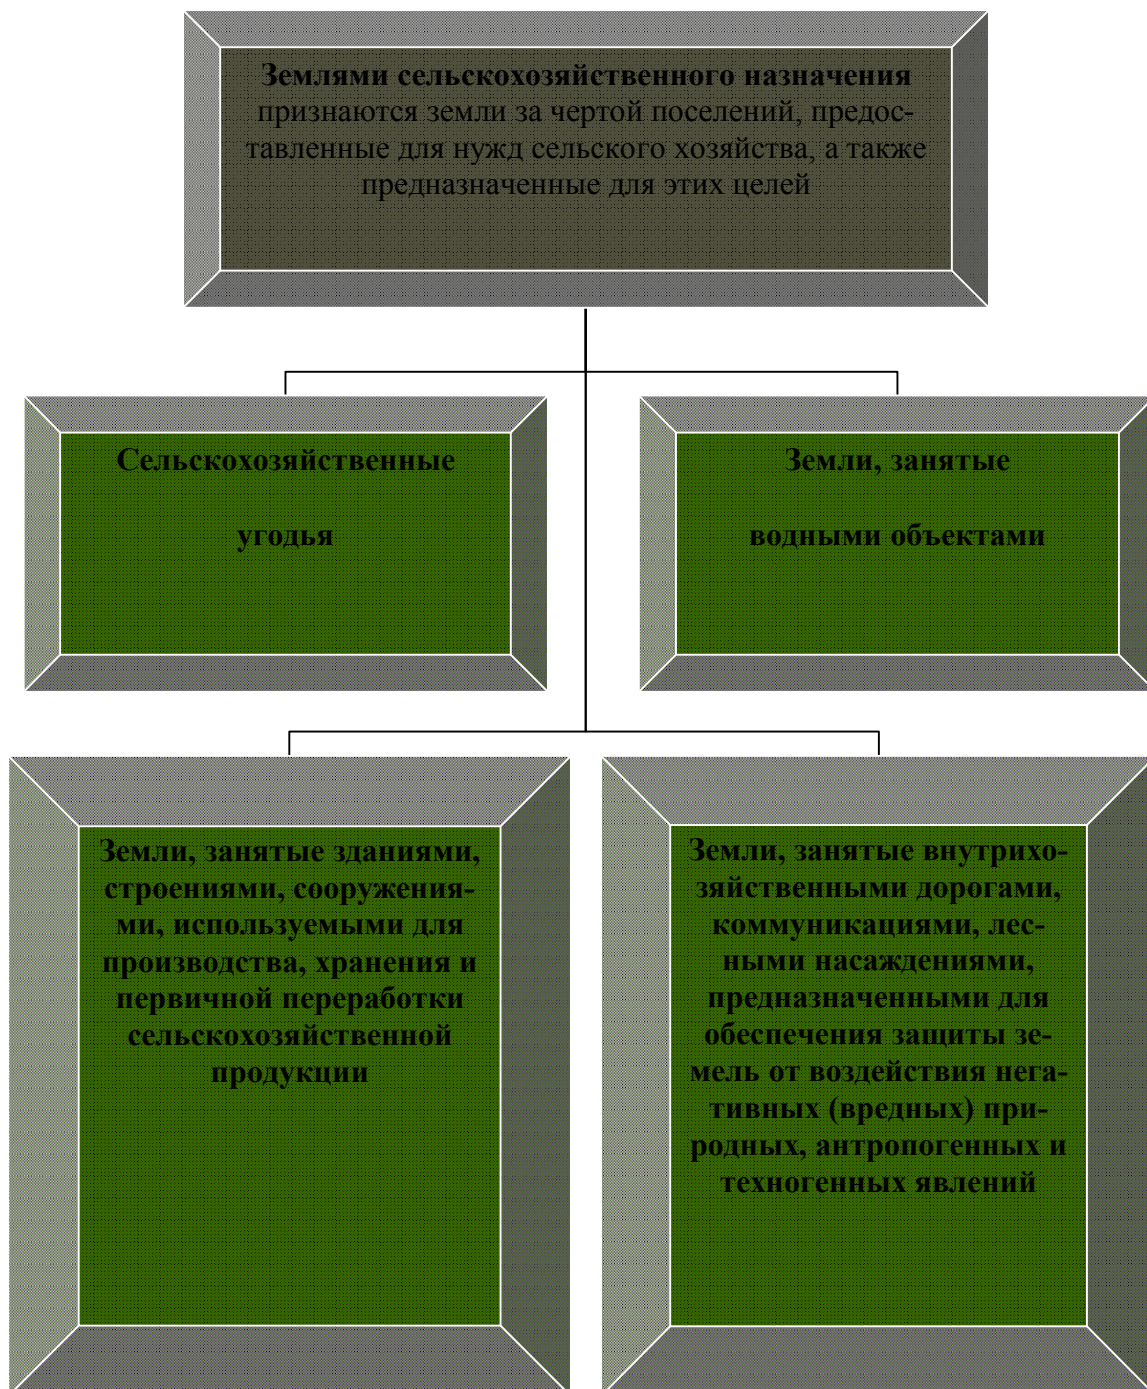 Землями сельскохозяйственного назначения
признаются земли за чертой поселений, предос-
тавленные для нужд сельского хозяйства, а также
предназначенные для этих целей
Сельскохозяйственные
угодья
Земли, занятые
водными объектами
Земли, занятые зданиями,
строениями, сооружения-
ми, используемыми для
производства, хранения и
первичной переработки
сельскохозяйственной
продукции
Земли, занятые внутрихо-
зяйственными дорогами,
коммуникациями, лес-
ными насаждениями,
предназначенными для
обеспечения защиты зе-
мель от воздействия нега-
тивных (вредных) при-
родных, антропогенных и
техногенных явлений